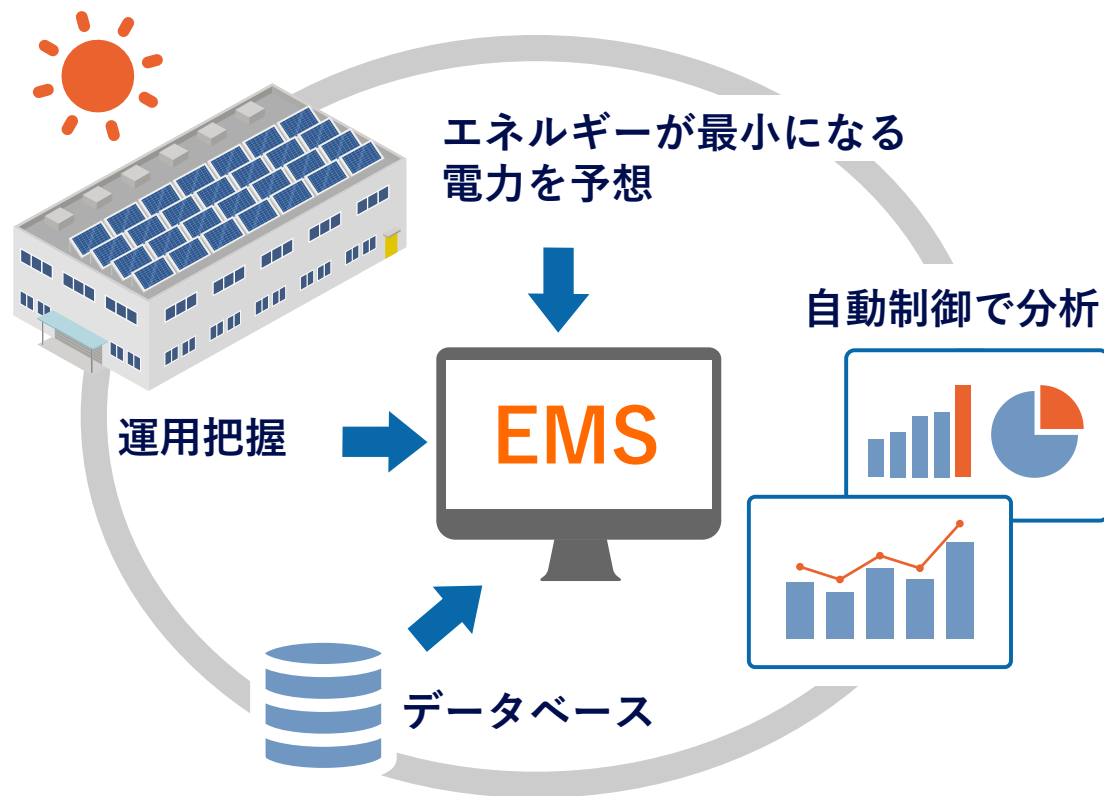 エネルギーが最小になる
電力を予想
自動制御で分析
運用把握
EMS
データベース